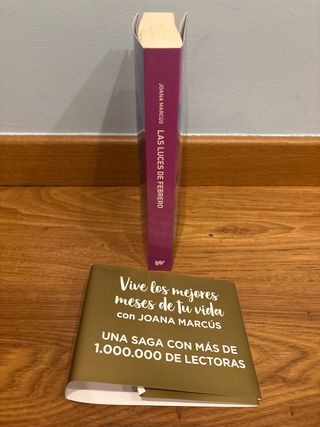 JOANA MARCÚS
LAS LUCES DE FEBRERO
W
Vive los mejores
meses de tu vida
con JOANA MARCÚS
UNA SAGA CON MÁS DE
1.000.000 DE LECTORAS